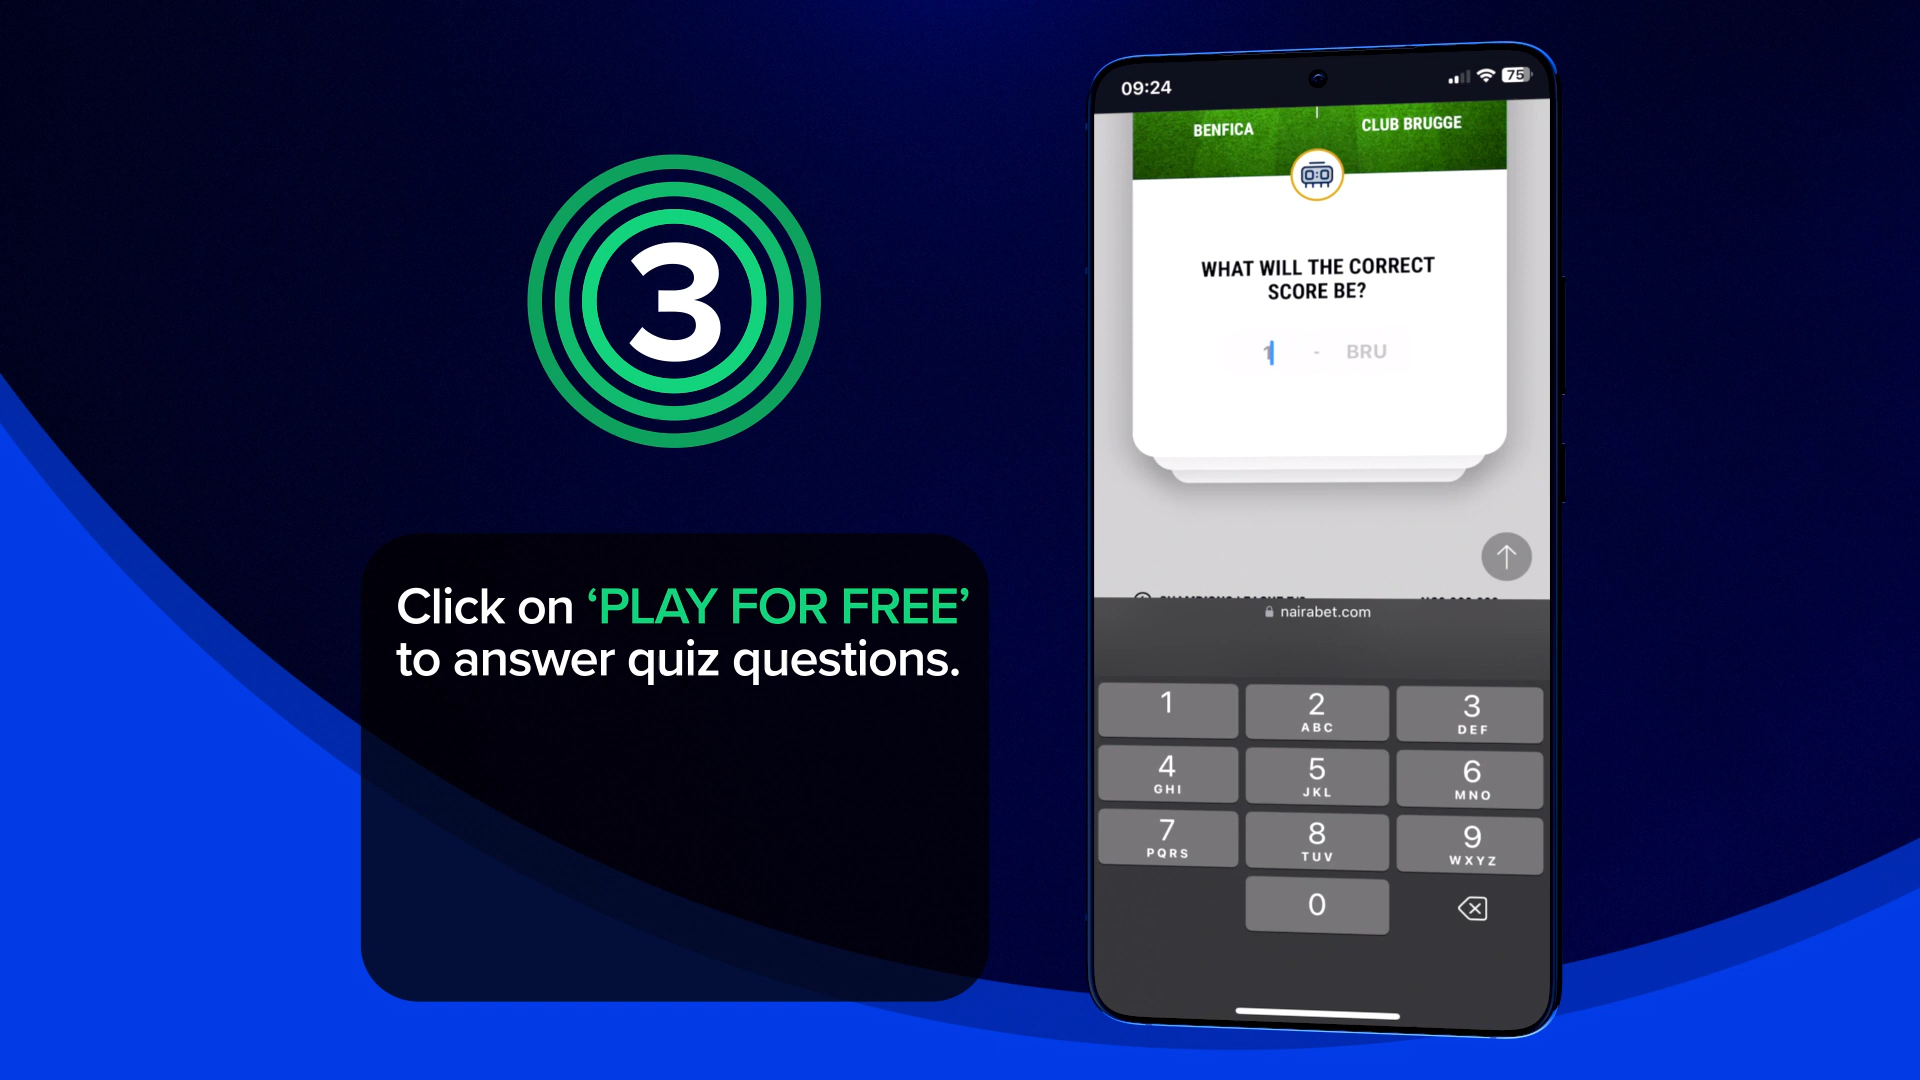 3
Click on ‘PLAY FOR FREE’
to answer quiz questions.
09:24
75
BENFICA
CLUB BRUGGE
0:0
WHAT WILL THE CORRECT
SCORE BE?
1 - BRU
nairabet.com
1
2
ABC
3
DEF
4
GHI
5
JKL
6
MNO
7
PQRS
8
TUV
9
WXYZ
0